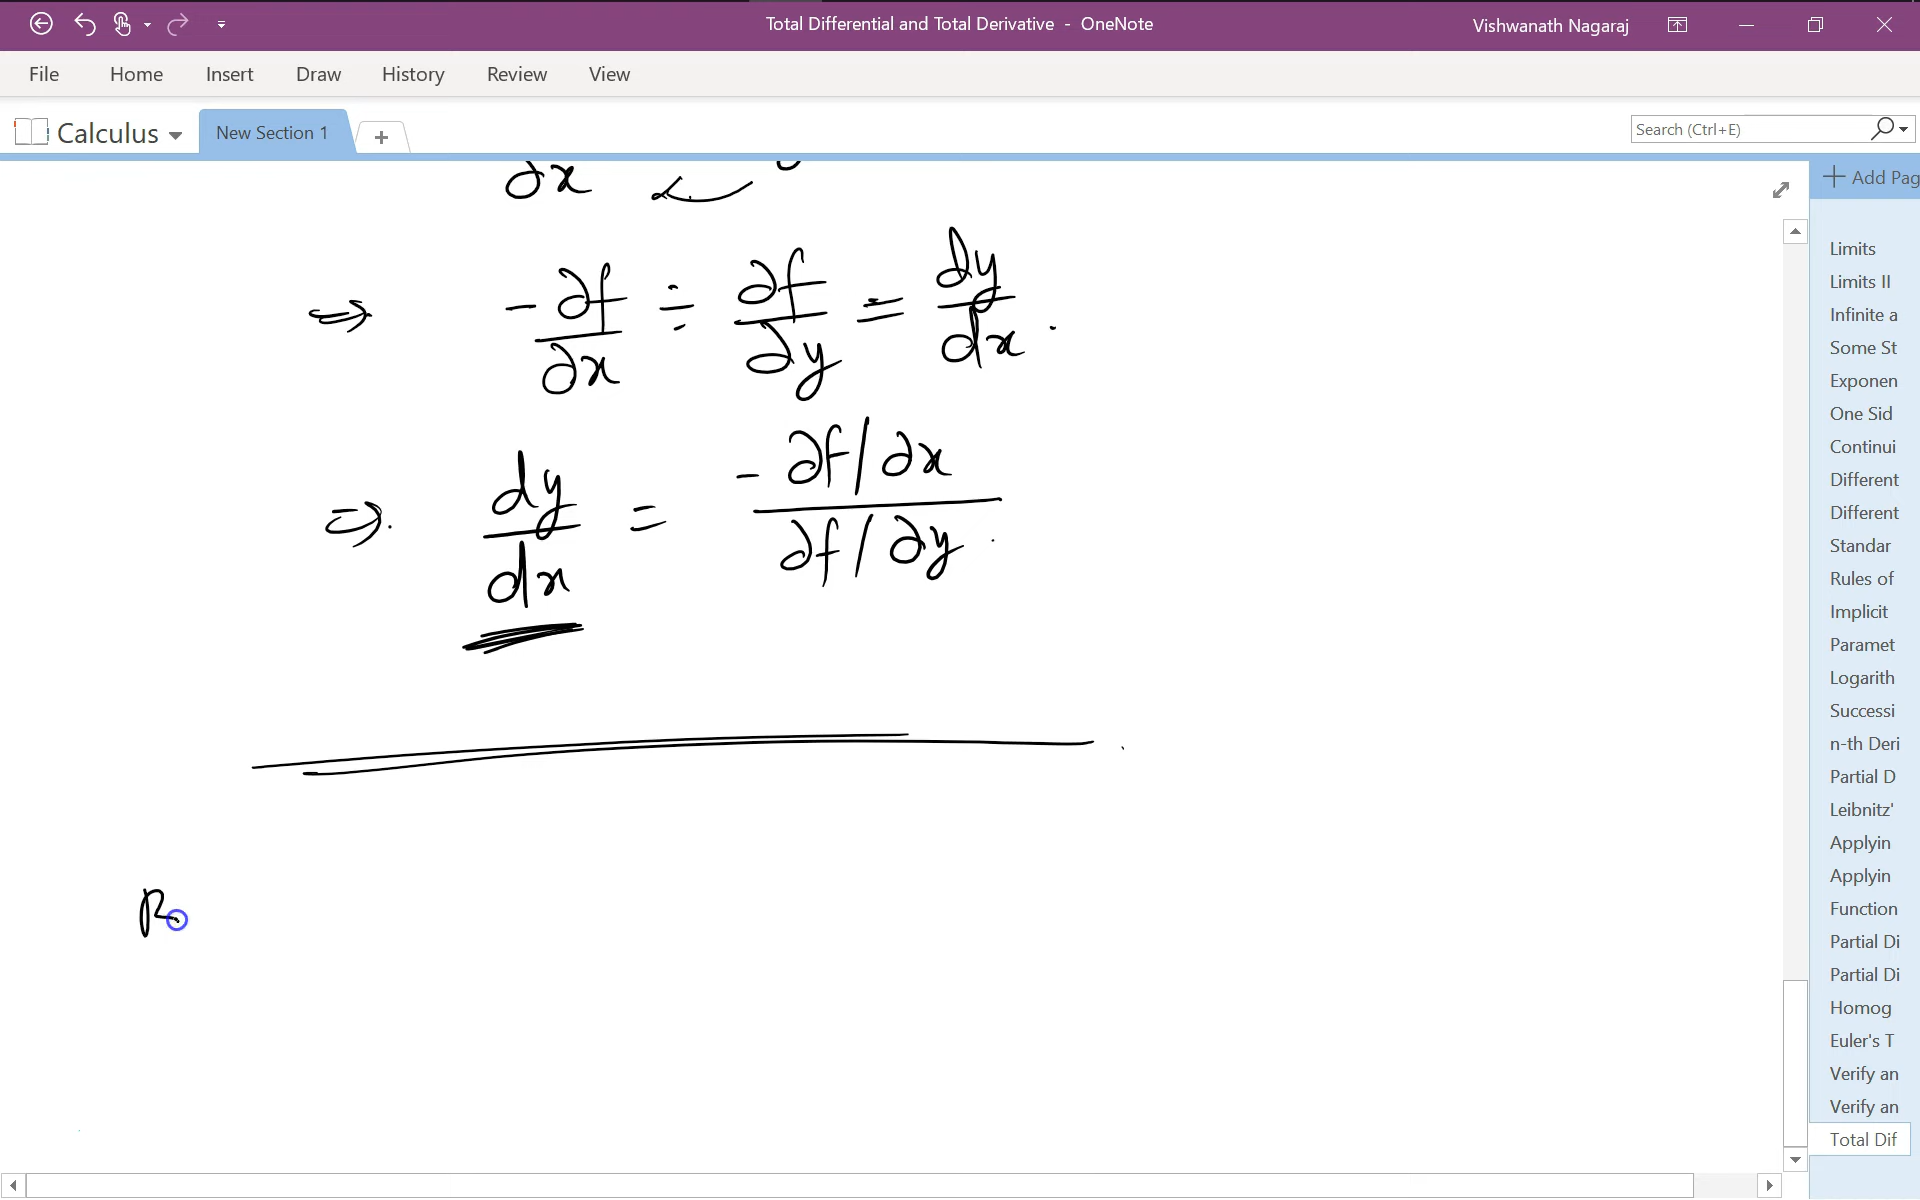 Total Differential and Total Derivative - OneNote
Vishwanath Nagaraj
File Home Insert Draw History Review View
Calculus
New Section 1
+
Search (Ctrl+E)
Add Pag
∂x
⇒ -∂f/∂x ÷ ∂f/∂y = dy/dx.
⇒. dy/dx = -∂f/∂x / ∂f/∂y.
Limits
Limits II
Infinite a
Some St
Exponen
One Sid
Continui
Different
Different
Standar
Rules of
Implicit
Paramet
Logarith
Successi
n-th Deri
Partial D
Leibnitz'
Applyin
Applyin
Function
Partial Di
Partial Di
Homog
Euler's T
Verify an
Verify an
Total Dif